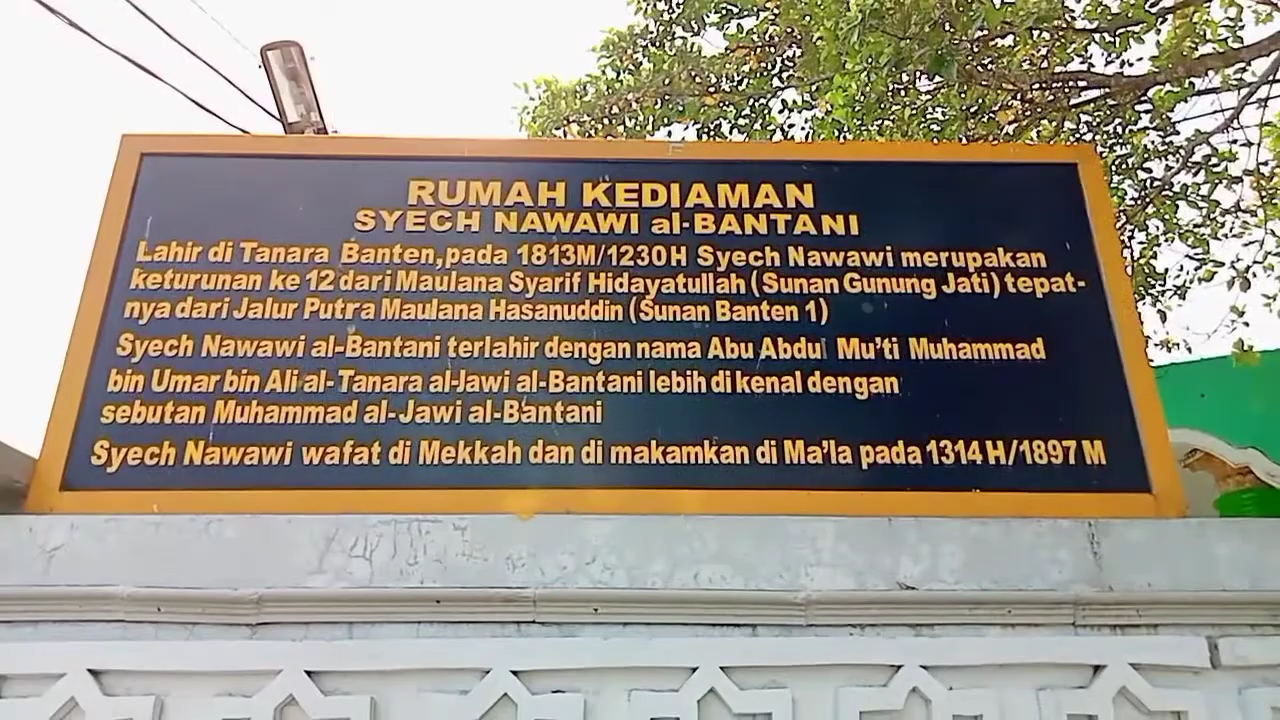 RUMAH KEDIAMAN
SYECH NAWAWI al-BANTANI
Lahir di Tanara Banten,pada 1813M/1230H Syech Nawawi merupakan
keturunan ke 12 dari Maulana Syarif Hidayatullah (Sunan Gunung Jati) tepat-
nya dari Jalur Putra Maulana Hasanuddin (Sunan Banten 1)
Syech Nawawi al-Bantani terlahir dengan nama Abu Abdul Mu'ti Muhammad
bin Umar bin Ali al-Tanara al-Jawi al-Bantani lebih di kenal dengan
sebutan Muhammad al-Jawi al-Bantani
Syech Nawawi wafat di Mekkah dan di makamkan di Ma'la pada 1314 H/1897 M